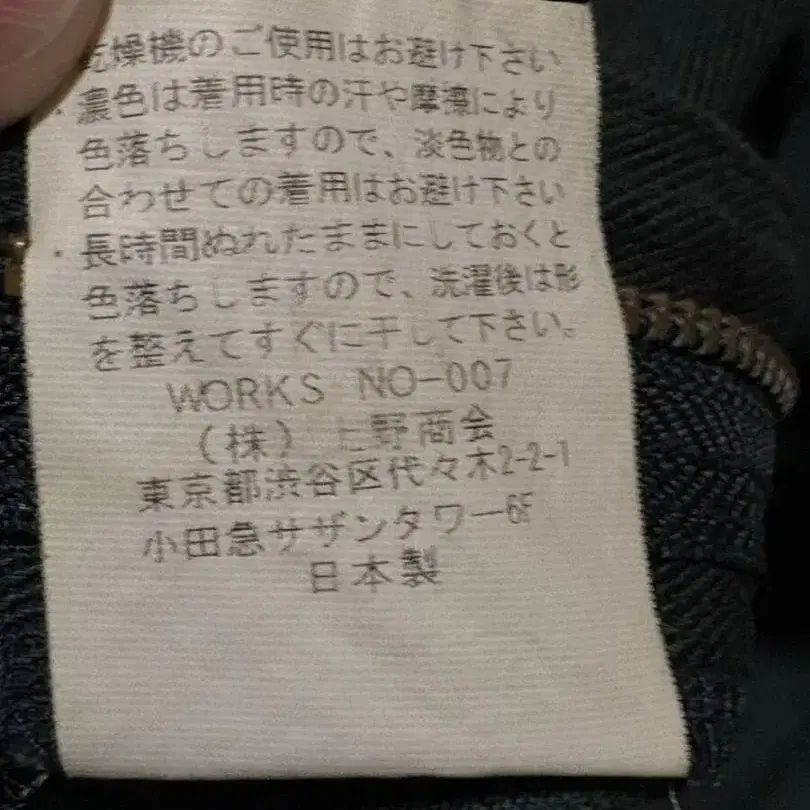 乾燥機のご使用はお避け下さい
・濃色は着用時の汗や摩擦により
色落ちしますので、淡色物との
合わせての着用はお避け下さい
・長時間ぬれたままにしておくと
色落ちしますので、洗濯後は形
を整えてすぐに干して下さい。
WORKS NO-007
(株) 上野商会
東京都渋谷区代々木2-2-1
小田急サザンタワー6F
日本製